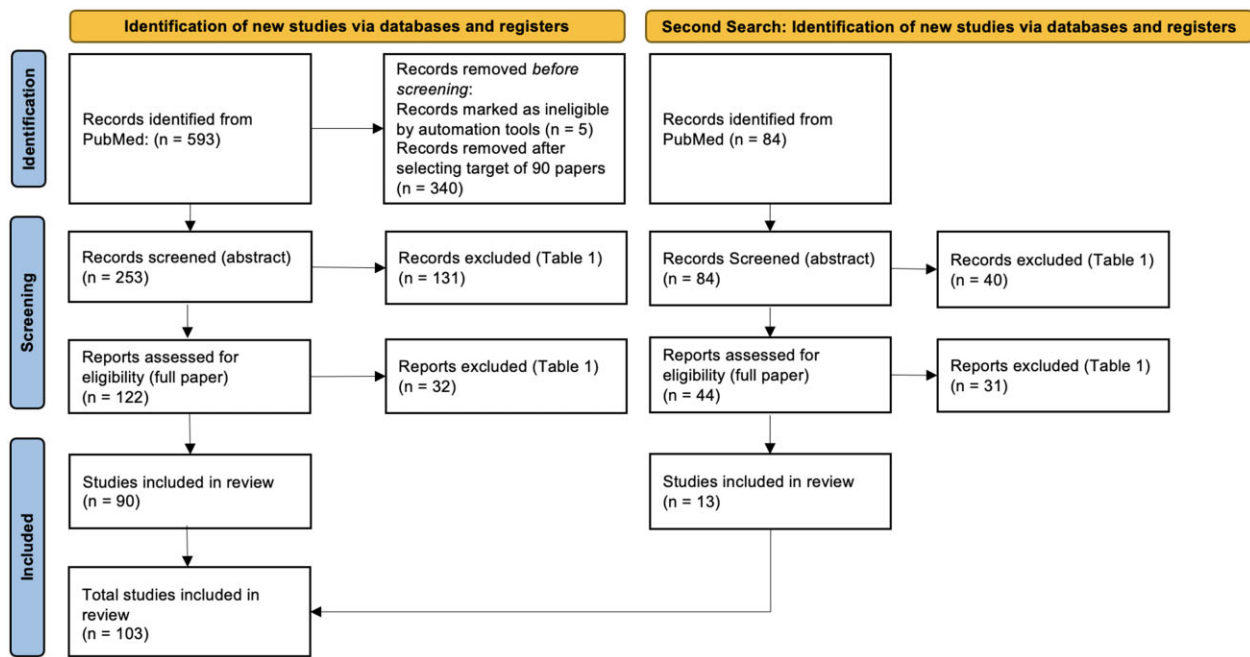 Identification of new studies via databases and registers
Second Search: Identification of new studies via databases and registers
Identification
Records identified from
PubMed: (n = 593)
Records removed before
screening:
Records marked as ineligible
by automation tools (n = 5)
Records removed after
selecting target of 90 papers
(n = 340)
Records identified from
PubMed (n = 84)
Screening
Records screened (abstract)
(n = 253)
Records excluded (Table 1)
(n = 131)
Records Screened (abstract)
(n = 84)
Records excluded (Table 1)
(n = 40)
Reports assessed for
eligibility (full paper)
(n = 122)
Reports excluded (Table 1)
(n = 32)
Reports assessed for
eligibility (full paper)
(n = 44)
Reports excluded (Table 1)
(n = 31)
Included
Studies included in review
(n = 90)
Studies included in review
(n = 13)
Total studies included in
review
(n = 103)